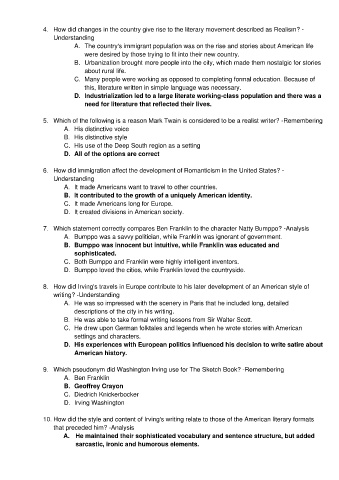 4. How did changes in the country give rise to the literary movement described as Realism? -
Understanding
A. The country's immigrant population was on the rise and stories about American life
were desired by those trying to fit into their new country.
B. Urbanization brought more people into the city, which made them nostalgic for stories
about rural life.
C. Many people were working as opposed to completing formal education. Because of
this, literature written in simple language was necessary.
D. Industrialization led to a large literate working-class population and there was a
need for literature that reflected their lives.
5. Which of the following is a reason Mark Twain is considered to be a realist writer? -Remembering
A. His distinctive voice
B. His distinctive style
C. His use of the Deep South region as a setting
D. All of the options are correct
6. How did immigration affect the development of Romanticism in the United States? -
Understanding
A. It made Americans want to travel to other countries.
B. It contributed to the growth of a uniquely American identity.
C. It made Americans long for Europe.
D. It created divisions in American society.
7. Which statement correctly compares Ben Franklin to the character Natty Bumppo? -Analysis
A. Bumppo was a savvy politician, while Franklin was ignorant of government.
B. Bumppo was innocent but intuitive, while Franklin was educated and
sophisticated.
C. Both Bumppo and Franklin were highly intelligent inventors.
D. Bumppo loved the cities, while Franklin loved the countryside.
8. How did Irving's travels in Europe contribute to his later development of an American style of
writing? -Understanding
A. He was so impressed with the scenery in Paris that he included long, detailed
descriptions of the city in his writing.
B. He was able to take formal writing lessons from Sir Walter Scott.
C. He drew upon German folktales and legends when he wrote stories with American
settings and characters.
D. His experiences with European politics influenced his decision to write satire about
American history.
9. Which pseudonym did Washington Irving use for The Sketch Book? -Remembering
A. Ben Franklin
B. Geoffrey Crayon
C. Diedrich Knickerbocker
D. Irving Washington
10. How did the style and content of Irving's writing relate to those of the American literary formats
that preceded him? -Analysis
A. He maintained their sophisticated vocabulary and sentence structure, but added
sarcastic, ironic and humorous elements.